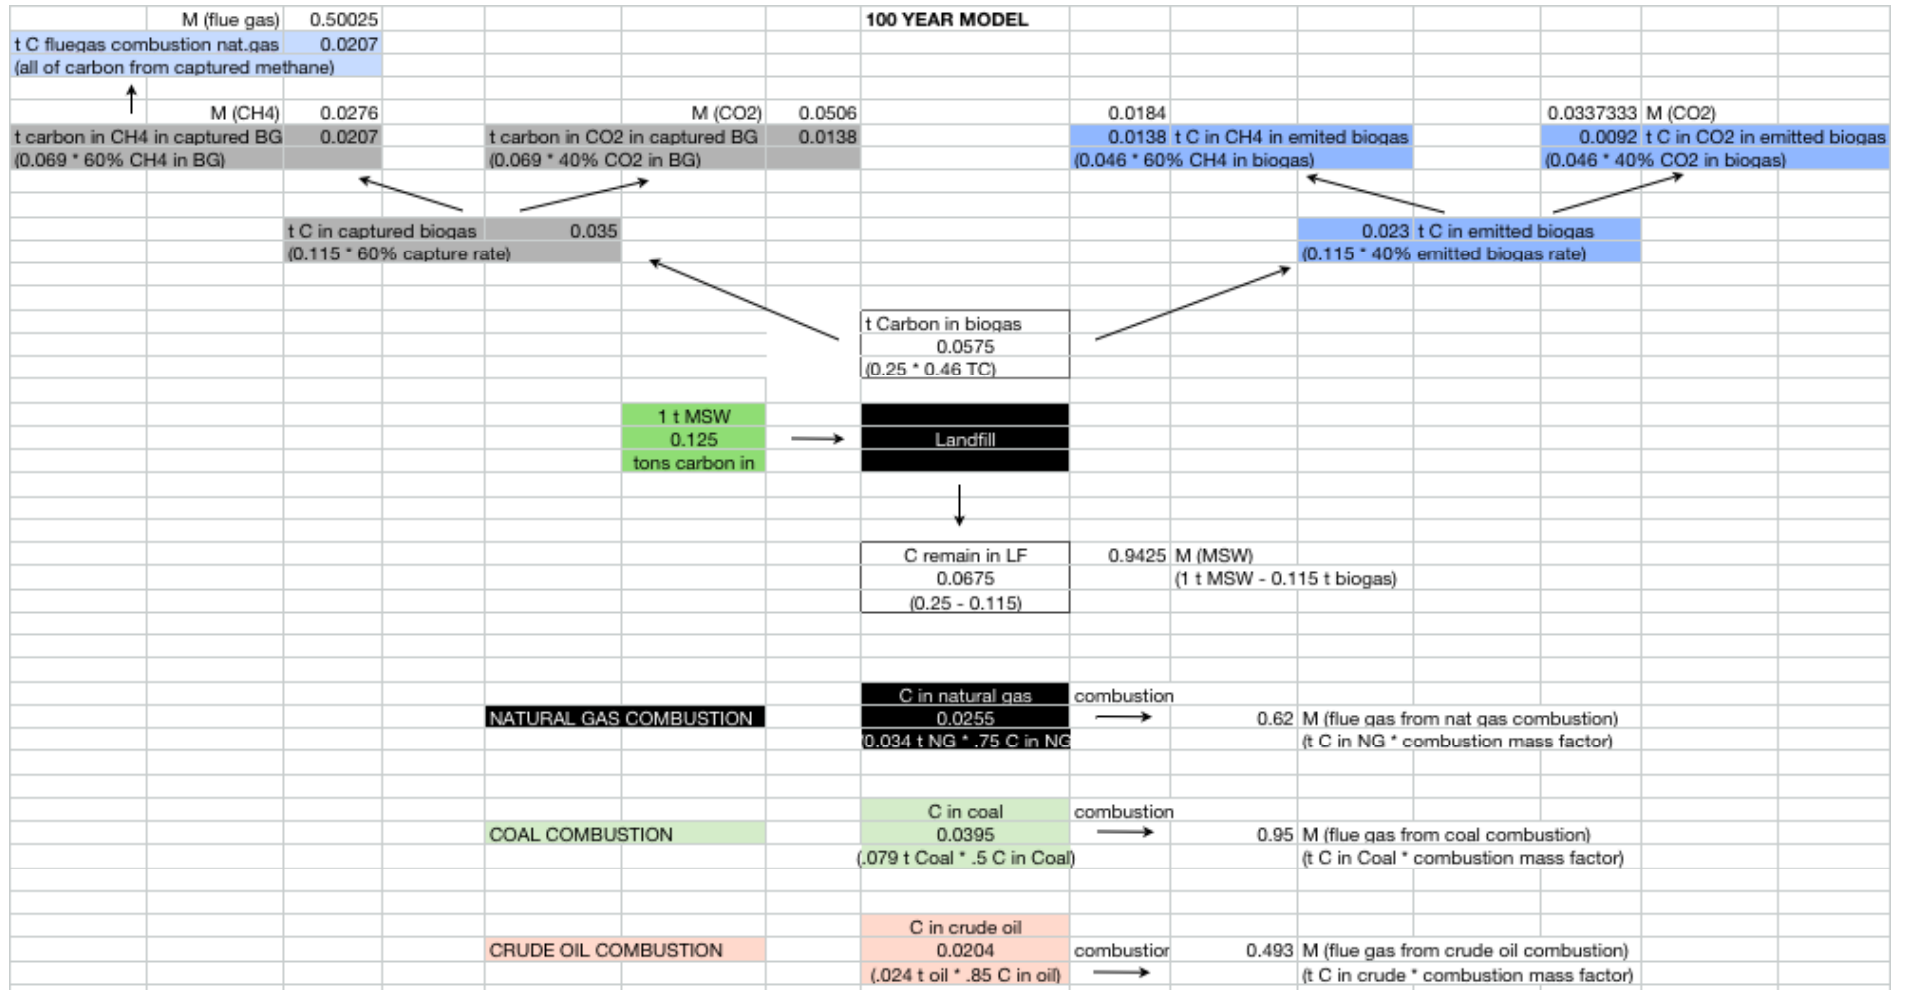 M (flue gas) 0.50025 100 YEAR MODEL
t C fluegas combustion nat.gas 0.0207
(all of carbon from captured methane)
M (CH4) 0.0276 M (CO2) 0.0506 0.0184 0.0337333 M (CO2)
t carbon in CH4 in captured BG 0.0207 t carbon in CO2 in captured BG 0.0138 0.0138 t C in CH4 in emited biogas 0.0092 t C in CO2 in emitted biogas
(0.069 * 60% CH4 in BG) (0.069 * 40% CO2 in BG) (0.046 * 60% CH4 in biogas) (0.046 * 40% CO2 in biogas)
t C in captured biogas 0.035 0.023 t C in emitted biogas
(0.115 * 60% capture rate) (0.115 * 40% emitted biogas rate)
t Carbon in biogas
0.0575
(0.25 * 0.46 TC)
1 t MSW
0.125 Landfill
tons carbon in
C remain in LF 0.9425 M (MSW)
0.0675 (1 t MSW - 0.115 t biogas)
(0.25 - 0.115)
C in natural gas combustion
NATURAL GAS COMBUSTION 0.0255 0.62 M (flue gas from nat gas combustion)
(0.034 t NG * .75 C in NG (t C in NG * combustion mass factor)
C in coal combustion
COAL COMBUSTION 0.0395 0.95 M (flue gas from coal combustion)
(.079 t Coal * .5 C in Coal) (t C in Coal * combustion mass factor)
C in crude oil
CRUDE OIL COMBUSTION 0.0204 combustion 0.493 M (flue gas from crude oil combustion)
(.024 t oil * .85 C in oil) (t C in crude * combustion mass factor)